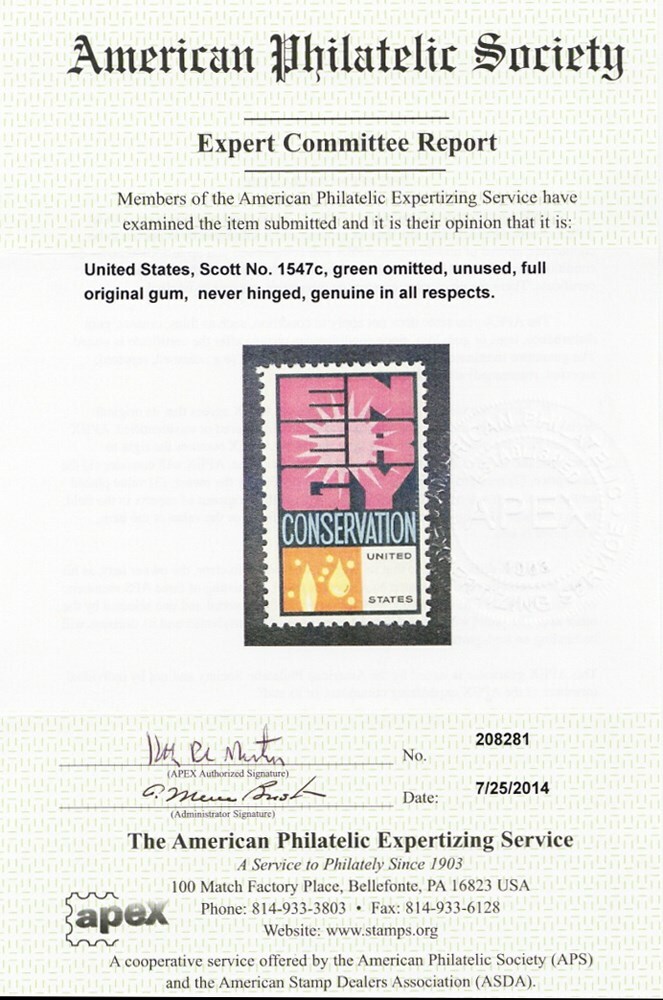 American Philatelic Society
Expert Committee Report
Members of the American Philatelic Expertizing Service have
examined the item submitted and it is their opinion that it is:
United States, Scott No. 1547c, green omitted, unused, full
original gum, never hinged, genuine in all respects.
ENERGY
CONSERVATION
UNITED
STATES
APEX
No. 208281
(APEX Authorized Signature)
Date: 7/25/2014
(Administrator Signature)
The American Philatelic Expertizing Service
A Service to Philately Since 1903
100 Match Factory Place, Bellefonte, PA 16823 USA
apex
Phone: 814-933-3803 • Fax: 814-933-6128
Website: www.stamps.org
A cooperative service offered by the American Philatelic Society (APS)
and the American Stamp Dealers Association (ASDA).